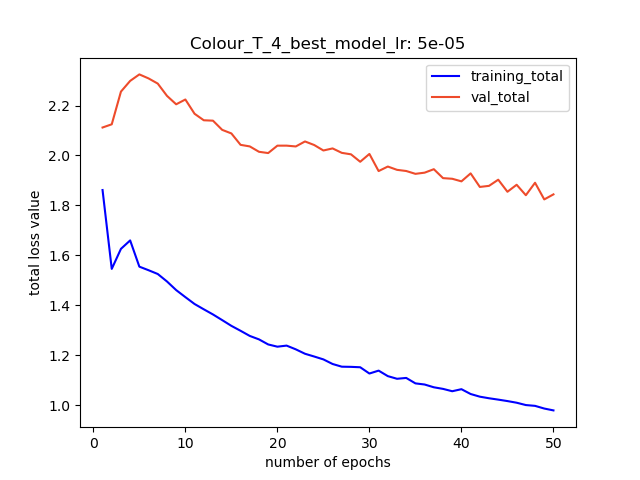 Colour_T_4_best_model_lr: 5e-05
training_total
val_total
total loss value
2.2
2.0
1.8
1.6
1.4
1.2
1.0
0 10 20 30 40 50
number of epochs